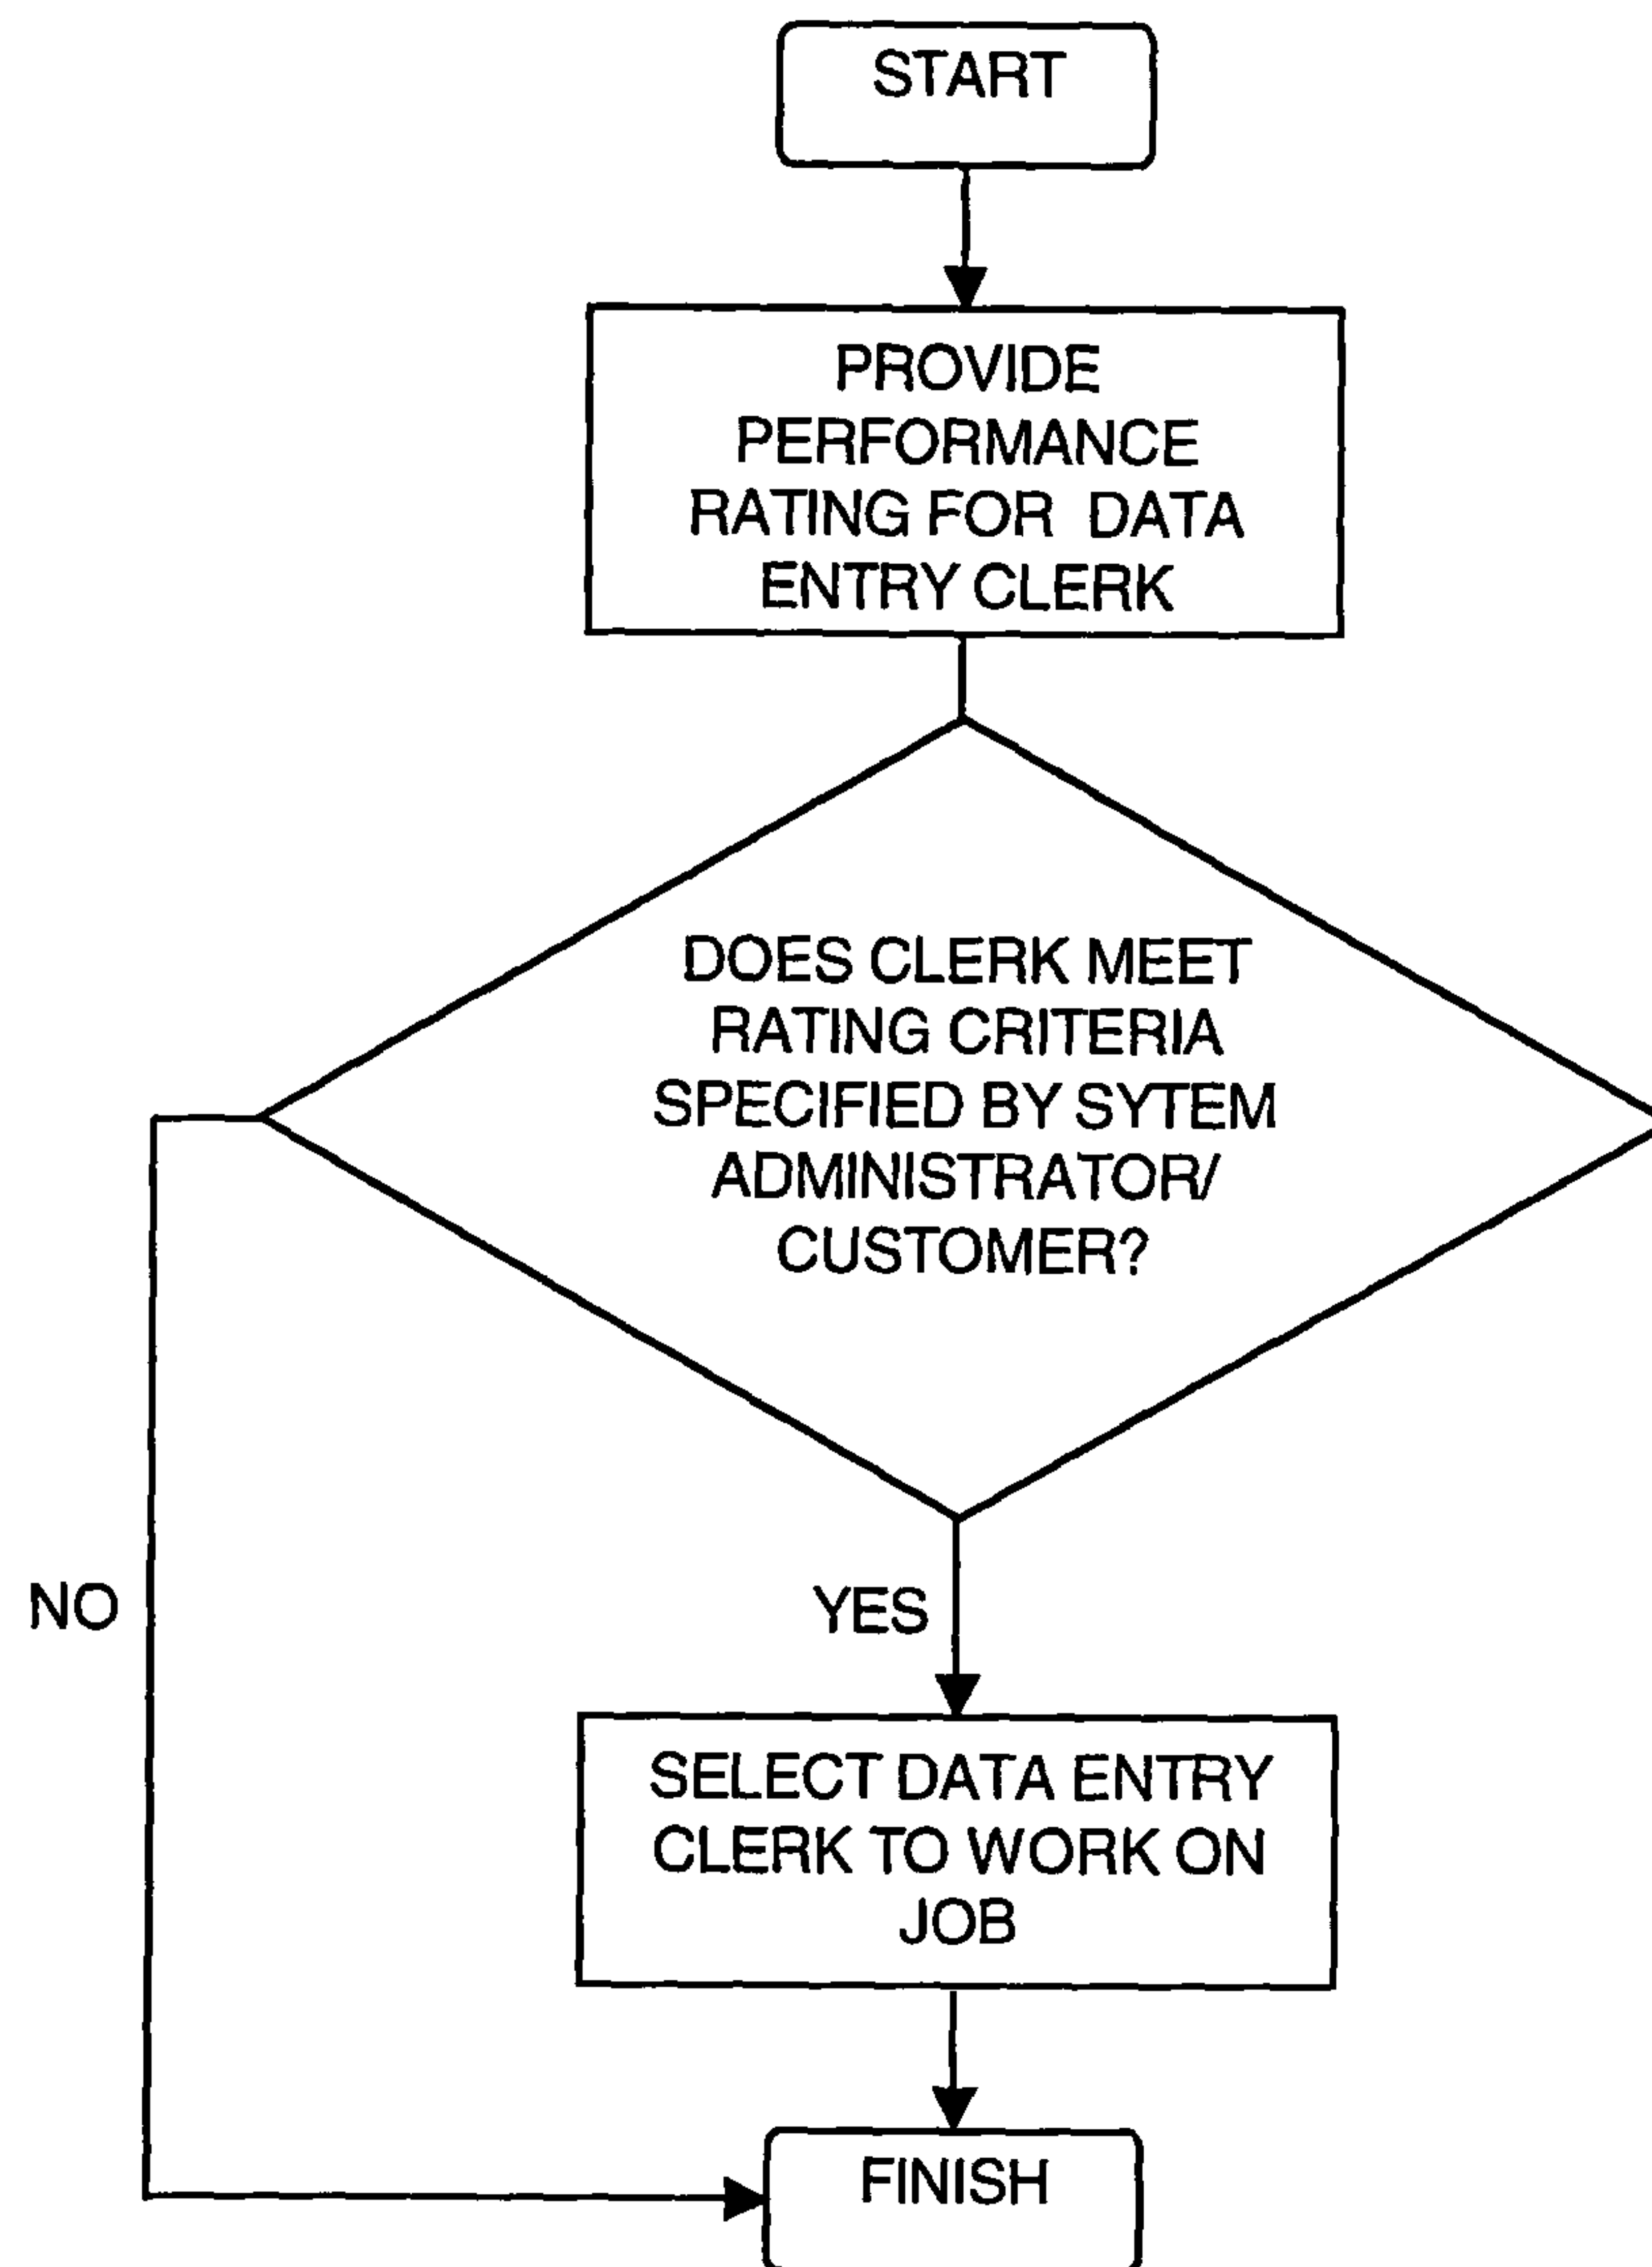 START
PROVIDE
PERFORMANCE
RATING FOR DATA
ENTRY CLERK
DOES CLERK MEET
RATING CRITERIA
SPECIFIED BY SYTEM
ADMINISTRATOR/
CUSTOMER?
NO
YES
SELECT DATA ENTRY
CLERK TO WORK ON
JOB
FINISH